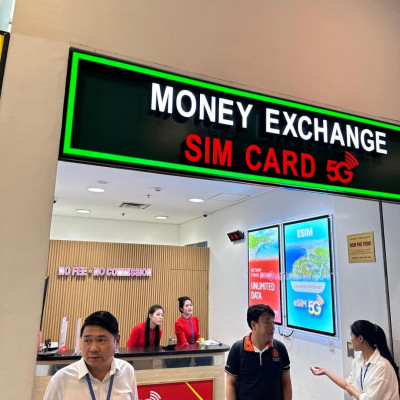 MONEY EXCHANGE
SIM CARD 5G
NO FEE - NO COMMISSION
UNLIMITED
DATA
ESIM
eSIM
5G